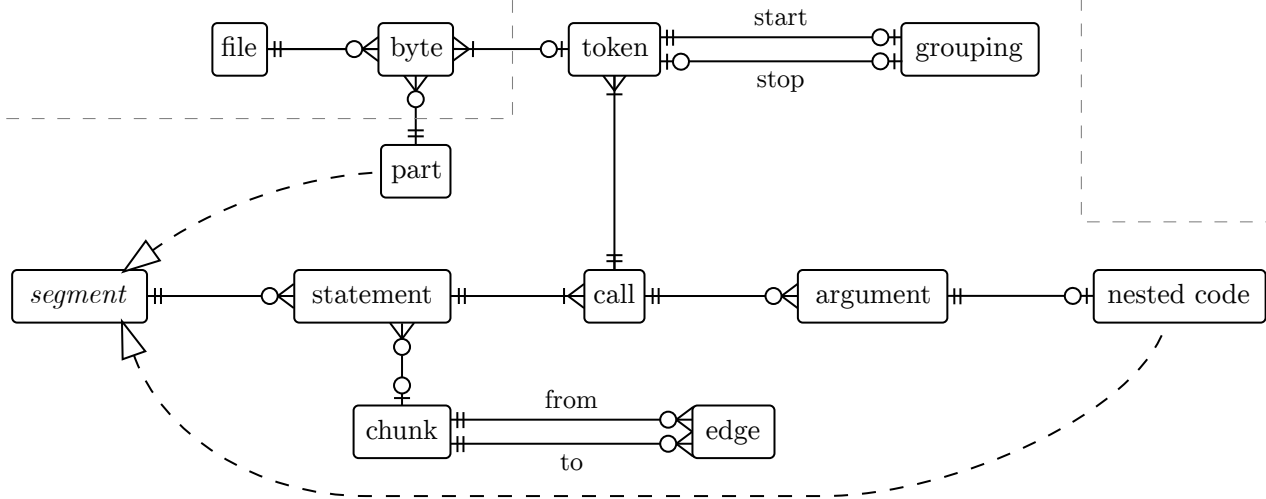 start
file
byte
token
grouping
stop
part
segment
statement
call
argument
nested code
from
chunk
edge
to